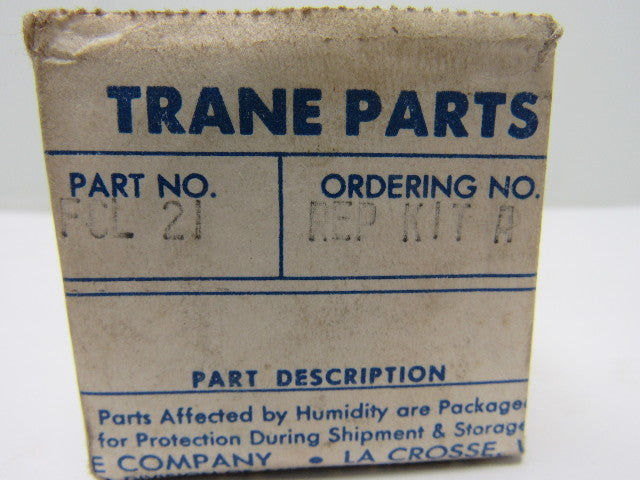 TRANE PARTS
PART NO. ORDERING NO.
FCL 21 REP KIT A
PART DESCRIPTION
Parts Affected by Humidity are Package
for Protection During Shipment & Storage
E COMPANY • LA CROSSE,